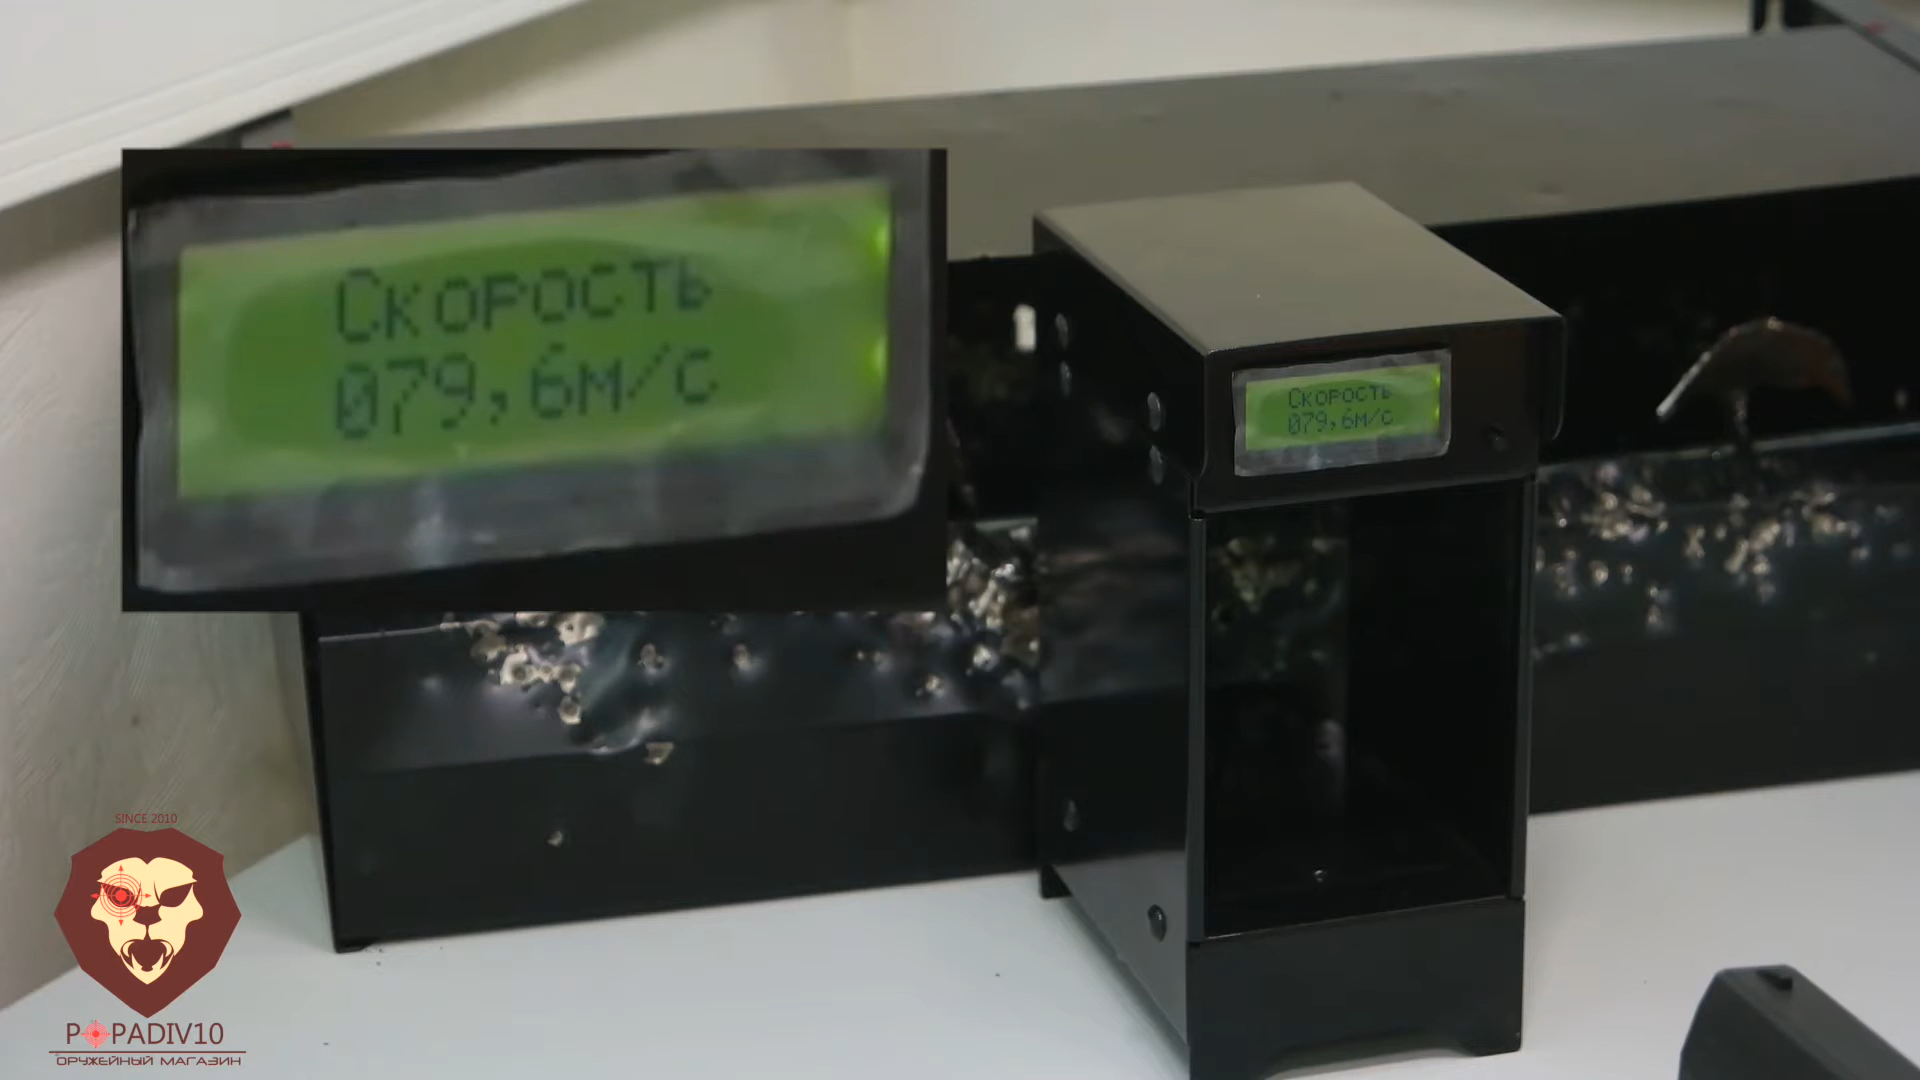 Скорость
079,6м/с
Скорость
079,6м/с
SINCE 2010
POPADIV10
ОРУЖЕЙНЫЙ МАГАЗИН